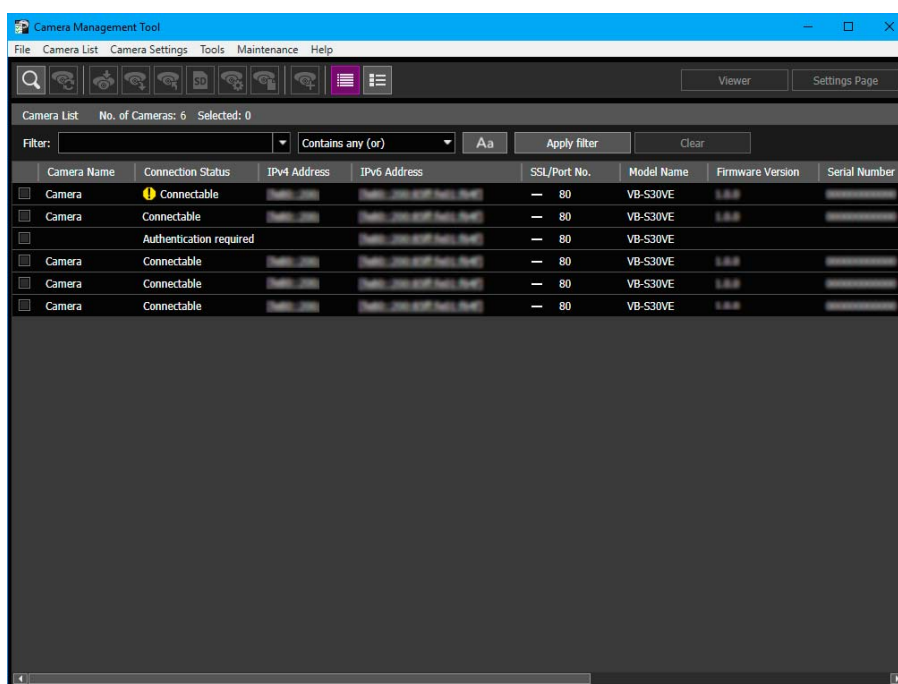 Camera Management Tool
File Camera List Camera Settings Tools Maintenance Help
SD Viewer Settings Page
Camera List No. of Cameras: 6 Selected: 0
Filter: Contains any (or) Aa Apply filter Clear
Camera Name Connection Status IPv4 Address IPv6 Address SSL/Port No. Model Name Firmware Version Serial Number
Camera ! Connectable — 80 VB-S30VE
Camera Connectable — 80 VB-S30VE
Authentication required — 80 VB-S30VE
Camera Connectable — 80 VB-S30VE
Camera Connectable — 80 VB-S30VE
Camera Connectable — 80 VB-S30VE